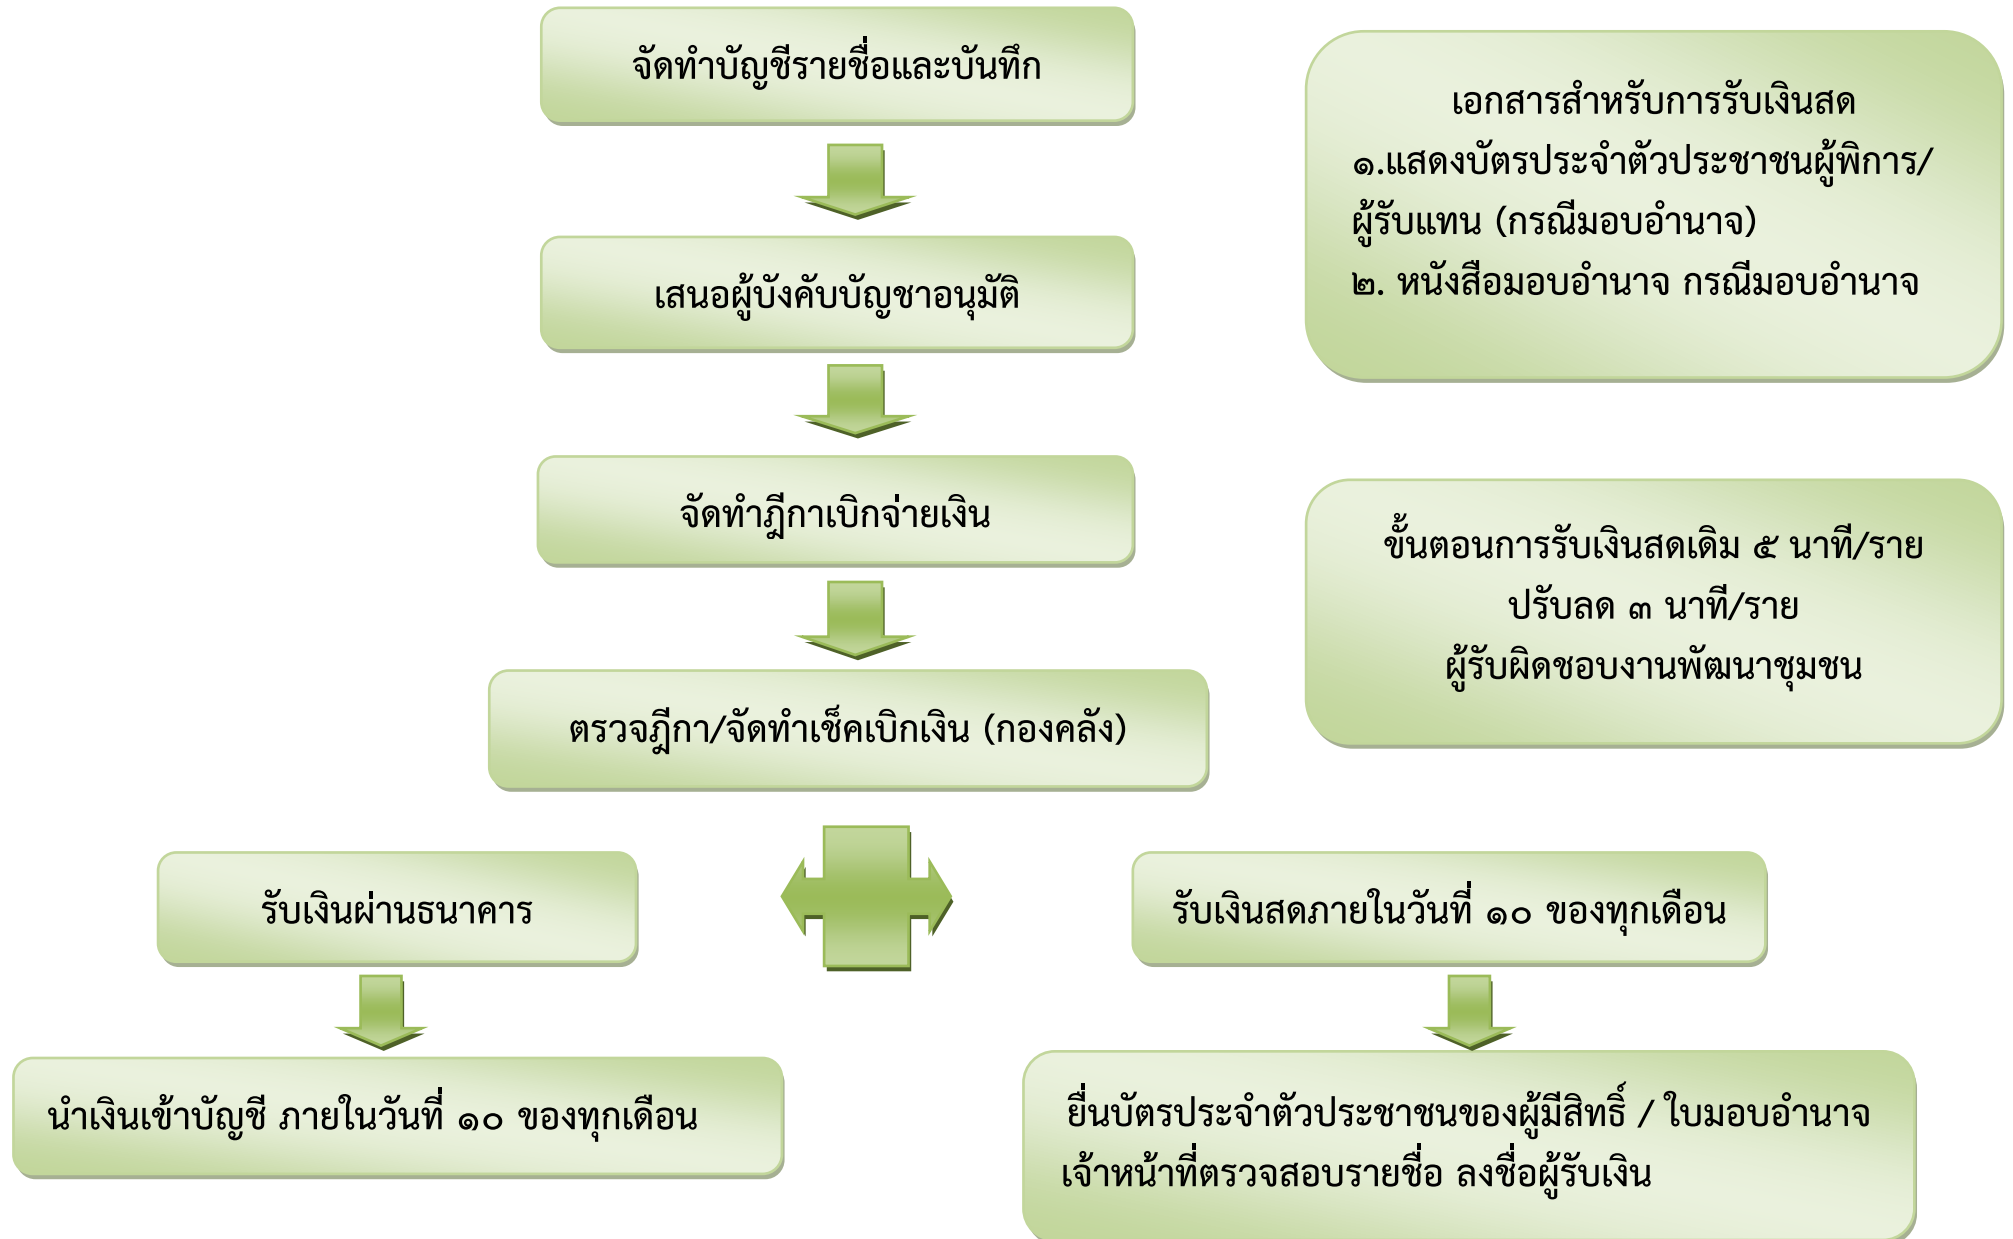 จัดทำบัญชีรายชื่อและบันทึก
เสนอผู้บังคับบัญชาอนุมัติ
จัดทำฎีกาเบิกจ่ายเงิน
ตรวจฎีกา/จัดทำเช็คเบิกเงิน (กองคลัง)
รับเงินผ่านธนาคาร
นำเงินเข้าบัญชี ภายในวันที่ ๑๐ ของทุกเดือน
รับเงินสดภายในวันที่ ๑๐ ของทุกเดือน
ยื่นบัตรประจำตัวประชาชนของผู้มีสิทธิ์ / ใบมอบอำนาจ
เจ้าหน้าที่ตรวจสอบรายชื่อ ลงชื่อผู้รับเงิน
เอกสารสำหรับการรับเงินสด
๑.แสดงบัตรประจำตัวประชาชนผู้พิการ/
ผู้รับแทน (กรณีมอบอำนาจ)
๒. หนังสือมอบอำนาจ กรณีมอบอำนาจ
ขั้นตอนการรับเงินสดเดิม ๕ นาที/ราย
ปรับลด ๓ นาที/ราย
ผู้รับผิดชอบงานพัฒนาชุมชน